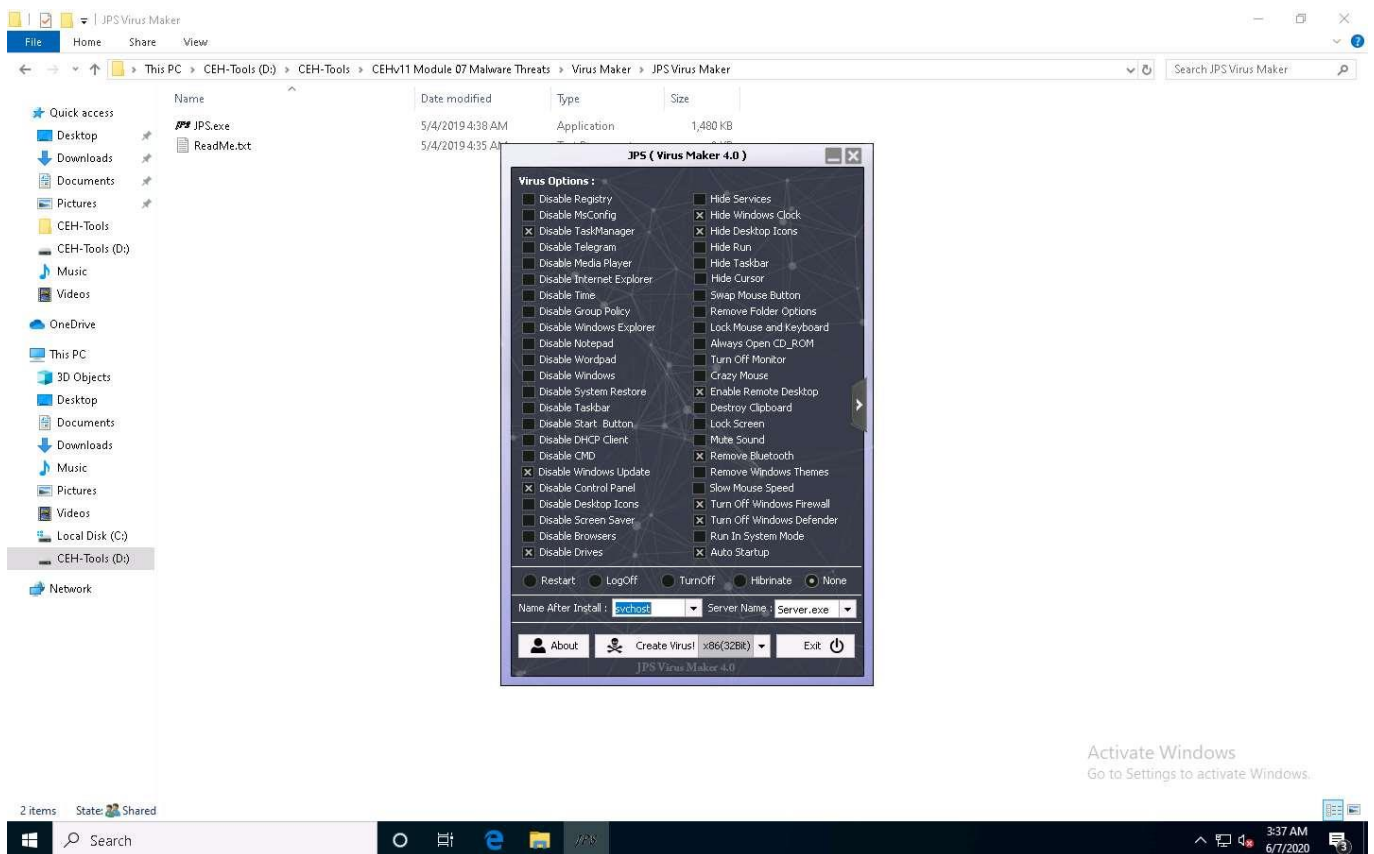 JPS Virus Maker
File Home Share View
This PC > CEH-Tools (D:) > CEH-Tools > CEHv11 Module 07 Malware Threats > Virus Maker > JPS Virus Maker
Search JPS Virus Maker
Name Date modified Type Size
JPS.exe 5/4/2019 4:38 AM Application 1,480 KB
ReadMe.txt 5/4/2019 4:35
Quick access
Desktop
Downloads
Documents
Pictures
CEH-Tools
CEH-Tools (D:)
Music
Videos
OneDrive
This PC
3D Objects
Desktop
Documents
Downloads
Music
Pictures
Videos
Local Disk (C:)
CEH-Tools (D:)
Network
JPS ( Virus Maker 4.0 )
Virus Options :
Disable Registry
Disable MsConfig
Disable TaskManager
Disable Telegram
Disable Media Player
Disable Internet Explorer
Disable Time
Disable Group Policy
Disable Windows Explorer
Disable Notepad
Disable Wordpad
Disable Windows
Disable System Restore
Disable Taskbar
Disable Start Button
Disable DHCP Client
Disable CMD
Disable Windows Update
Disable Control Panel
Disable Desktop Icons
Disable Screen Saver
Disable Browsers
Disable Drives
Hide Services
Hide Windows Clock
Hide Desktop Icons
Hide Run
Hide Taskbar
Hide Cursor
Swap Mouse Button
Remove Folder Options
Lock Mouse and Keyboard
Always Open CD_ROM
Turn Off Monitor
Crazy Mouse
Enable Remote Desktop
Destroy Clipboard
Lock Screen
Mute Sound
Remove Bluetooth
Remove Windows Themes
Slow Mouse Speed
Turn Off Windows Firewall
Turn Off Windows Defender
Run In System Mode
Auto Startup
Restart LogOff TurnOff Hibrinate None
Name After Install : svchost Server Name : Server.exe
About Create Virus! x86(32Bit) Exit
JPS Virus Maker 4.0
Activate Windows
Go to Settings to activate Windows.
2 items State: Shared
Search
JPS
3:37 AM
6/7/2020
3